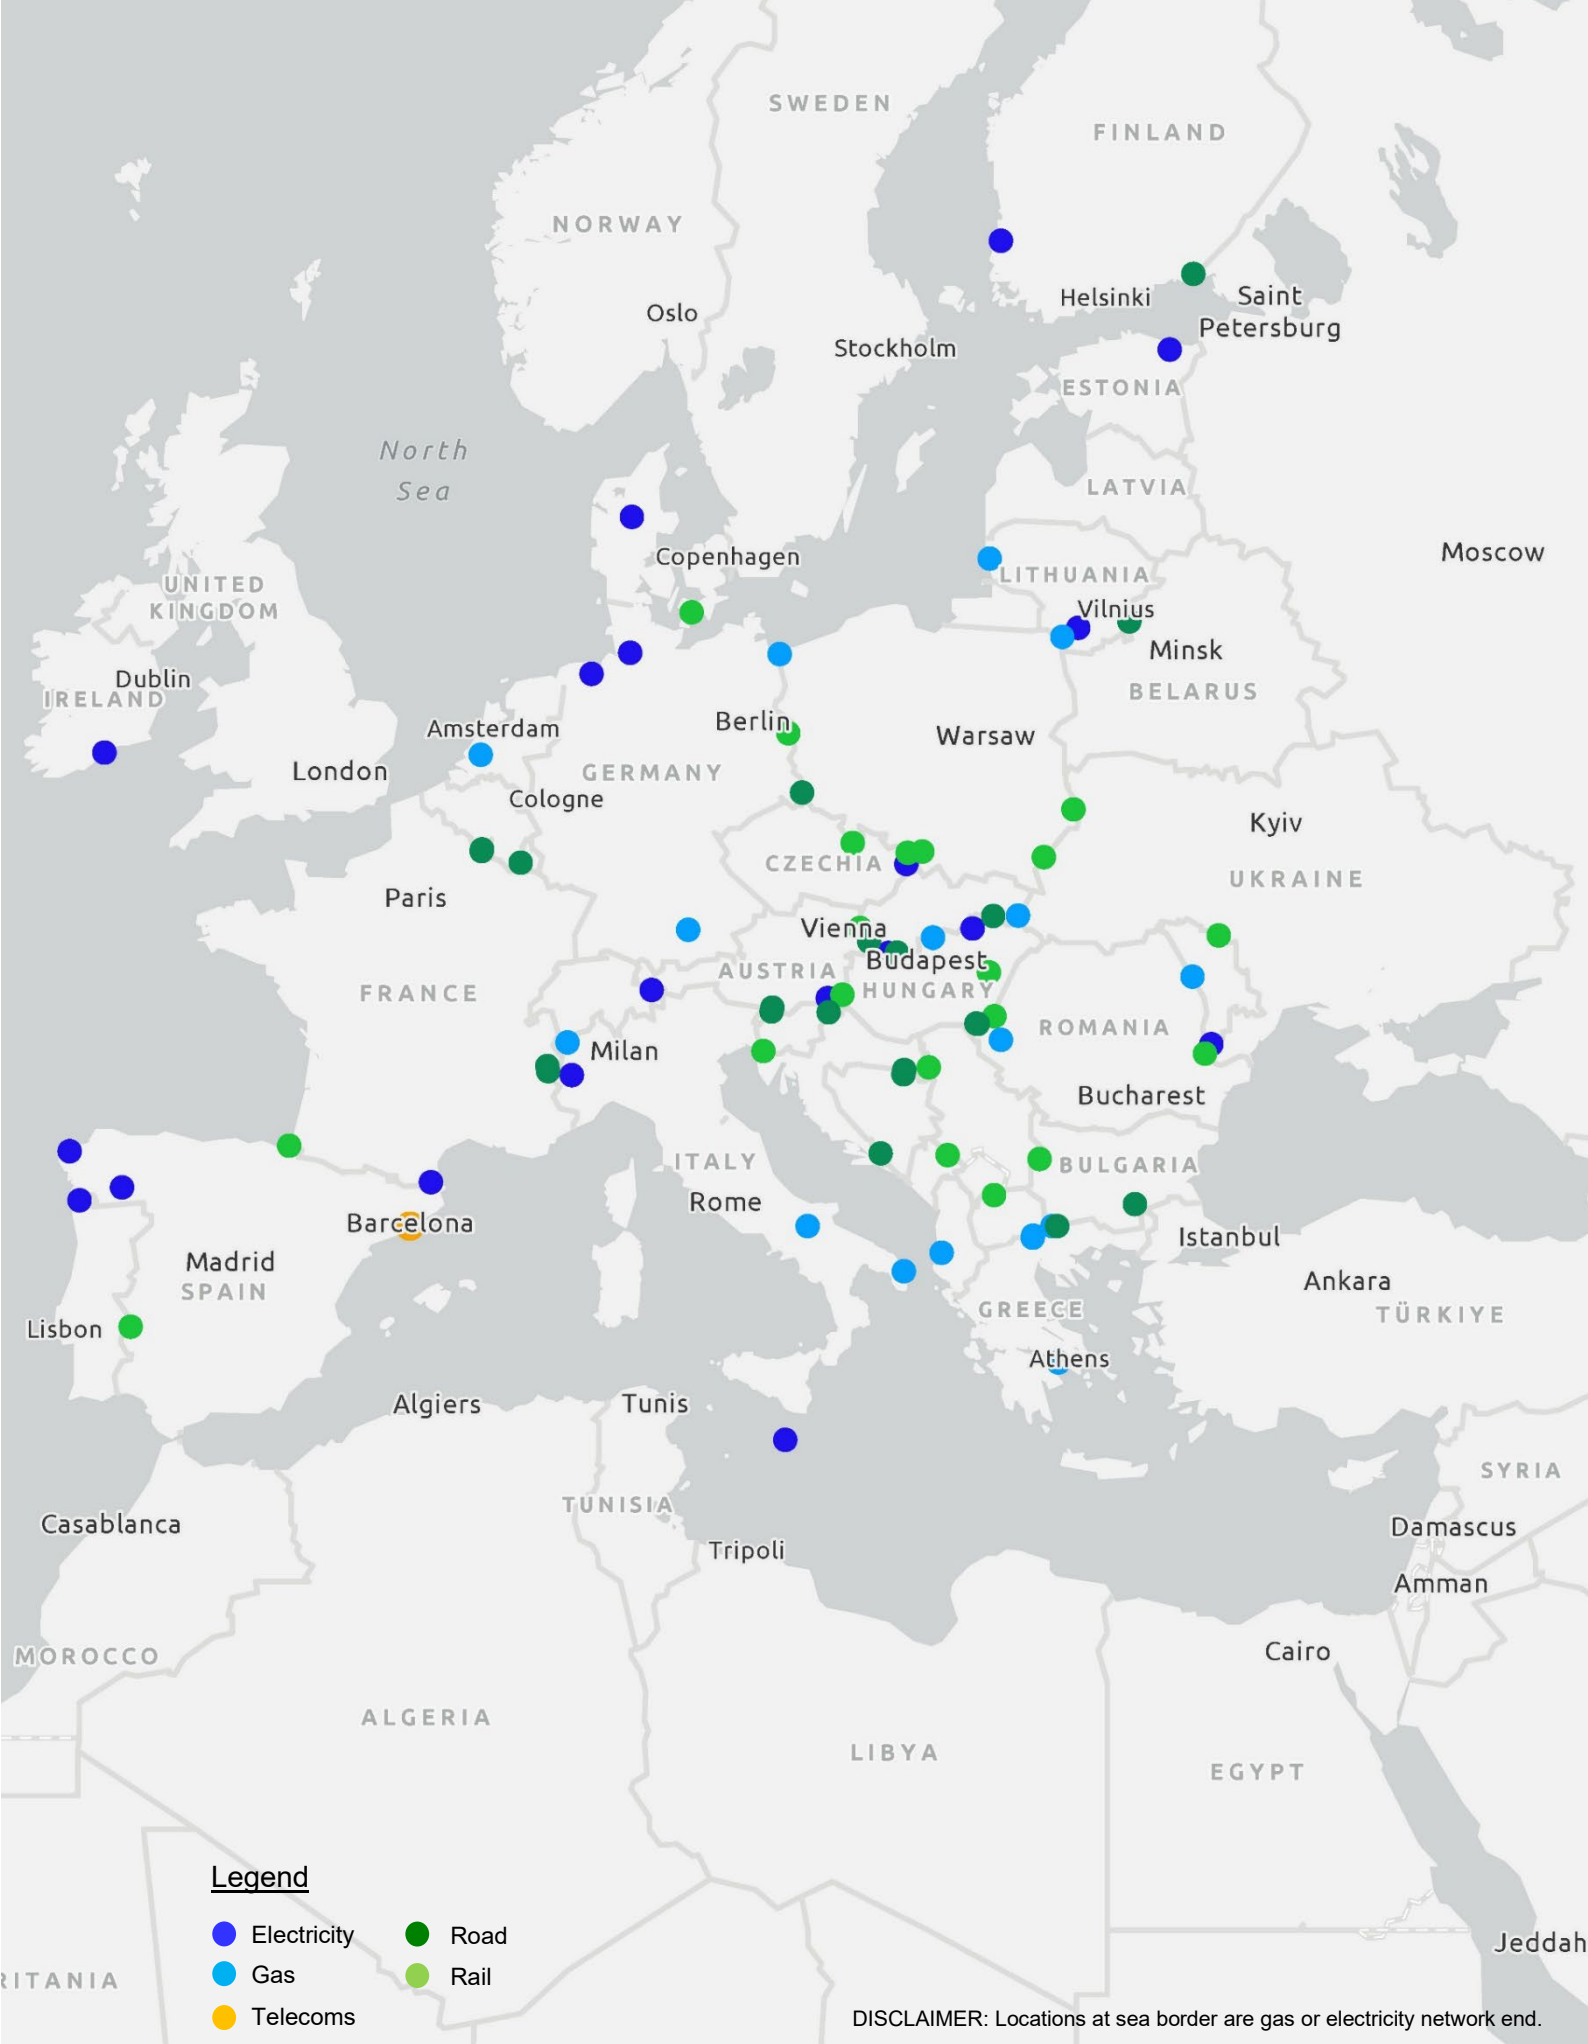 SWEDEN
FINLAND
NORWAY
Helsinki
Saint
Petersburg
Oslo
Stockholm
ESTONIA
North
Sea
LATVIA
Moscow
Copenhagen
LITHUANIA
UNITED
KINGDOM
Vilnius
Minsk
Dublin
IRELAND
BELARUS
Amsterdam
Berlin
Warsaw
London
GERMANY
Cologne
Kyiv
CZECHIA
UKRAINE
Paris
Vienna
Budapest
AUSTRIA
HUNGARY
FRANCE
ROMANIA
Milan
Bucharest
ITALY
BULGARIA
Rome
Barcelona
Istanbul
Madrid
SPAIN
Ankara
GREECE
TÜRKIYE
Lisbon
Athens
Algiers
Tunis
SYRIA
TUNISIA
Casablanca
Damascus
Tripoli
Amman
MOROCCO
Cairo
ALGERIA
LIBYA
EGYPT
Legend
Electricity
Road
Gas
Rail
Telecoms
Jeddah
RITANIA
DISCLAIMER: Locations at sea border are gas or electricity network end.